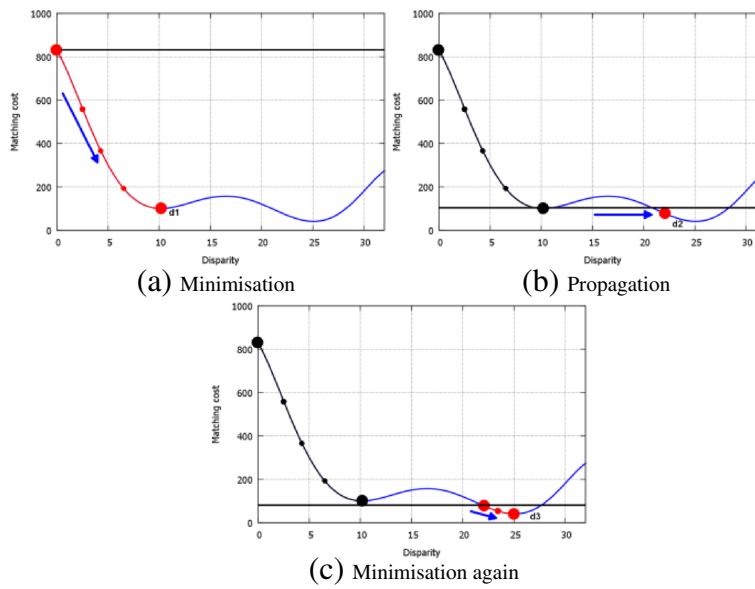 1000
800
600
400
200
0
Matching cost
d1
0 5 10 15 20 25 30
Disparity
(a) Minimisation
1000
800
600
400
200
0
Matching cost
d2
0 5 10 15 20 25 30
Disparity
(b) Propagation
1000
800
600
400
200
0
Matching cost
d3
0 5 10 15 20 25 30
Disparity
(c) Minimisation again